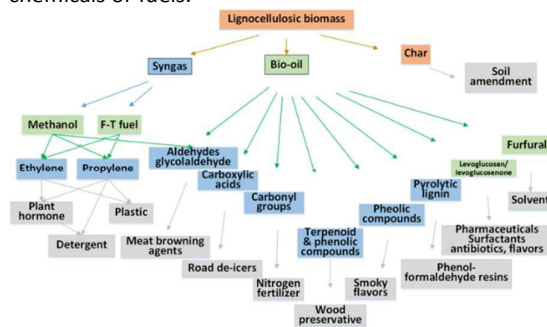 chemicals or fuels.
Lignocellulosic biomass
Syngas
Bio-oil
Char
Soil
amendment
Methanol
F-T fuel
Furfural
Ethylene
Propylene
Aldehydes
glycolaldehyde
Carboxylic
acids
Carbonyl
groups
Terpenoid
& phenolic
compounds
Pheolic
compounds
Pyrolytic
lignin
Levoglucosan/
levoglucosenone
Solvent
Plant
hormone
Plastic
Detergent
Meat browning
agents
Road de-icers
Nitrogen
fertilizer
Wood
preservative
Smoky
flavors
Phenol-
formaldehyde resins
Pharmaceuticals
Surfactants
antibiotics, flavors